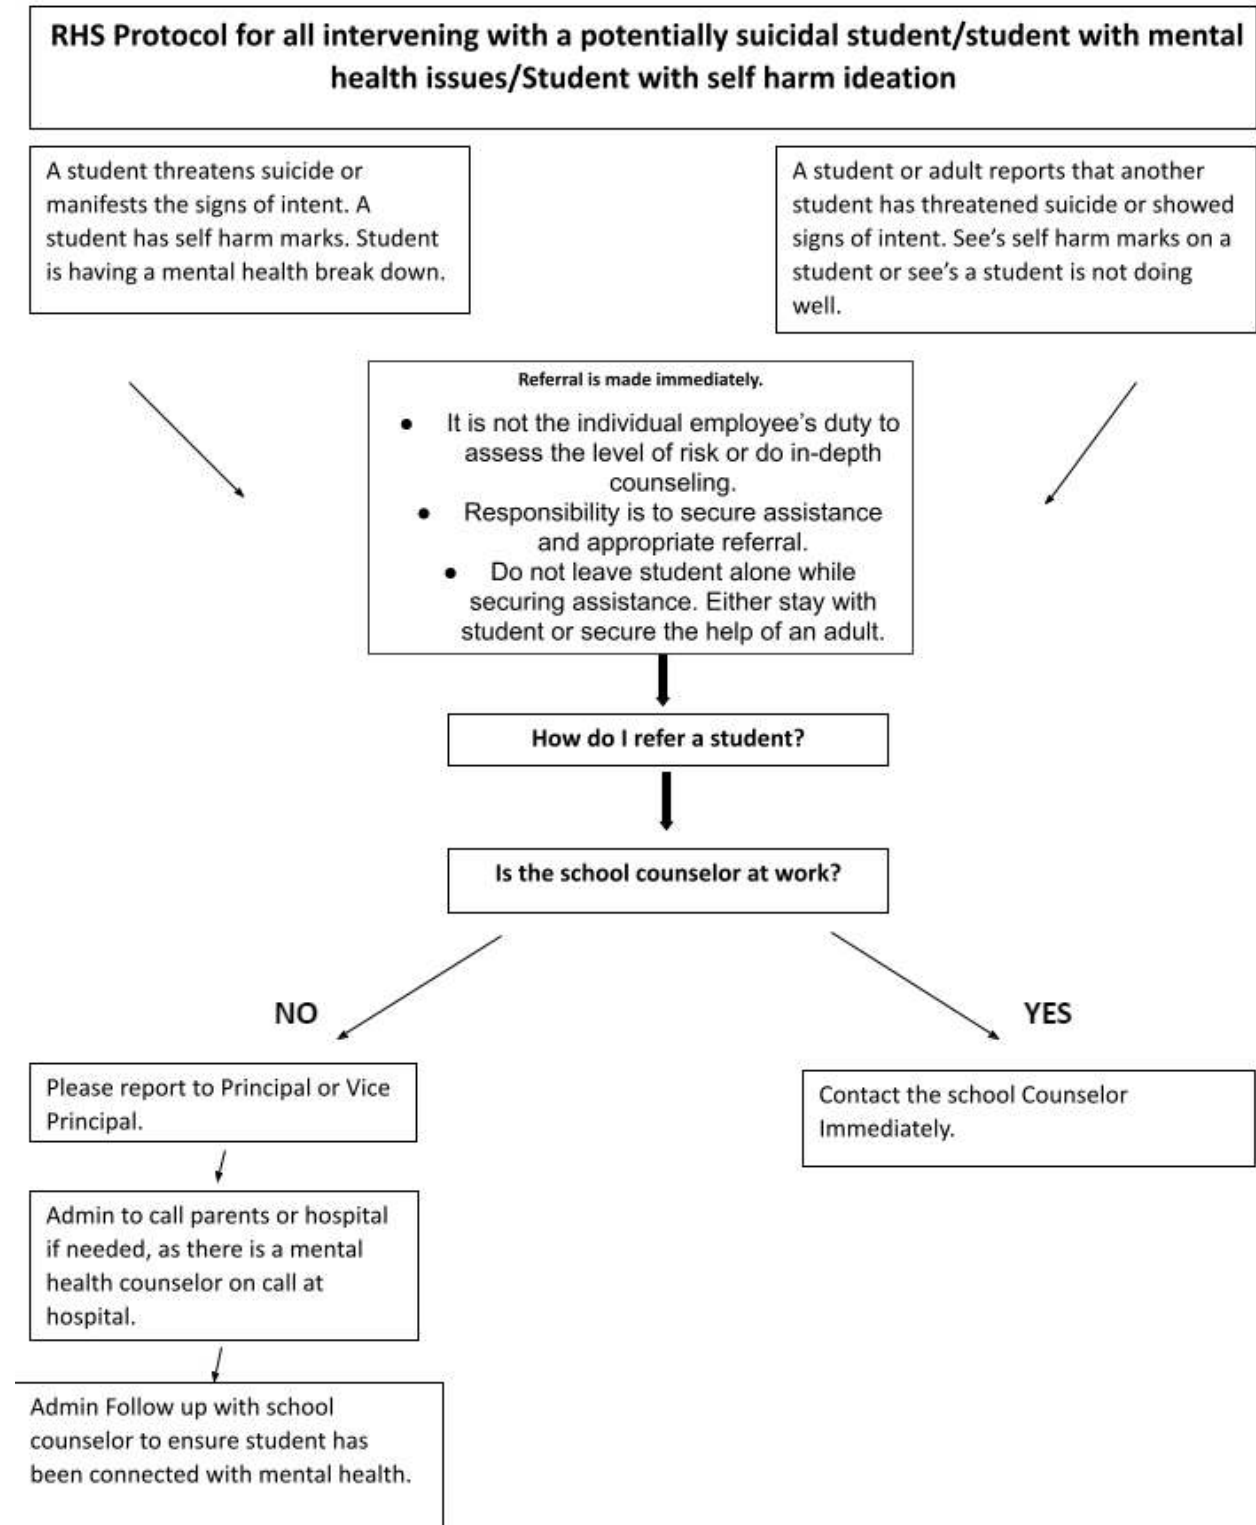 RHS Protocol for all intervening with a potentially suicidal student/student with mental
health issues/Student with self harm ideation
A student threatens suicide or
manifests the signs of intent. A
student has self harm marks. Student
is having a mental health break down.
A student or adult reports that another
student has threatened suicide or showed
signs of intent. See's self harm marks on a
student or see's a student is not doing
well.
Referral is made immediately.
● It is not the individual employee's duty to
assess the level of risk or do in-depth
counseling.
● Responsibility is to secure assistance
and appropriate referral.
● Do not leave student alone while
securing assistance. Either stay with
student or secure the help of an adult.
How do I refer a student?
Is the school counselor at work?
NO
YES
Please report to Principal or Vice
Principal.
Contact the school Counselor
Immediately.
Admin to call parents or hospital
if needed, as there is a mental
health counselor on call at
hospital.
Admin Follow up with school
counselor to ensure student has
been connected with mental health.